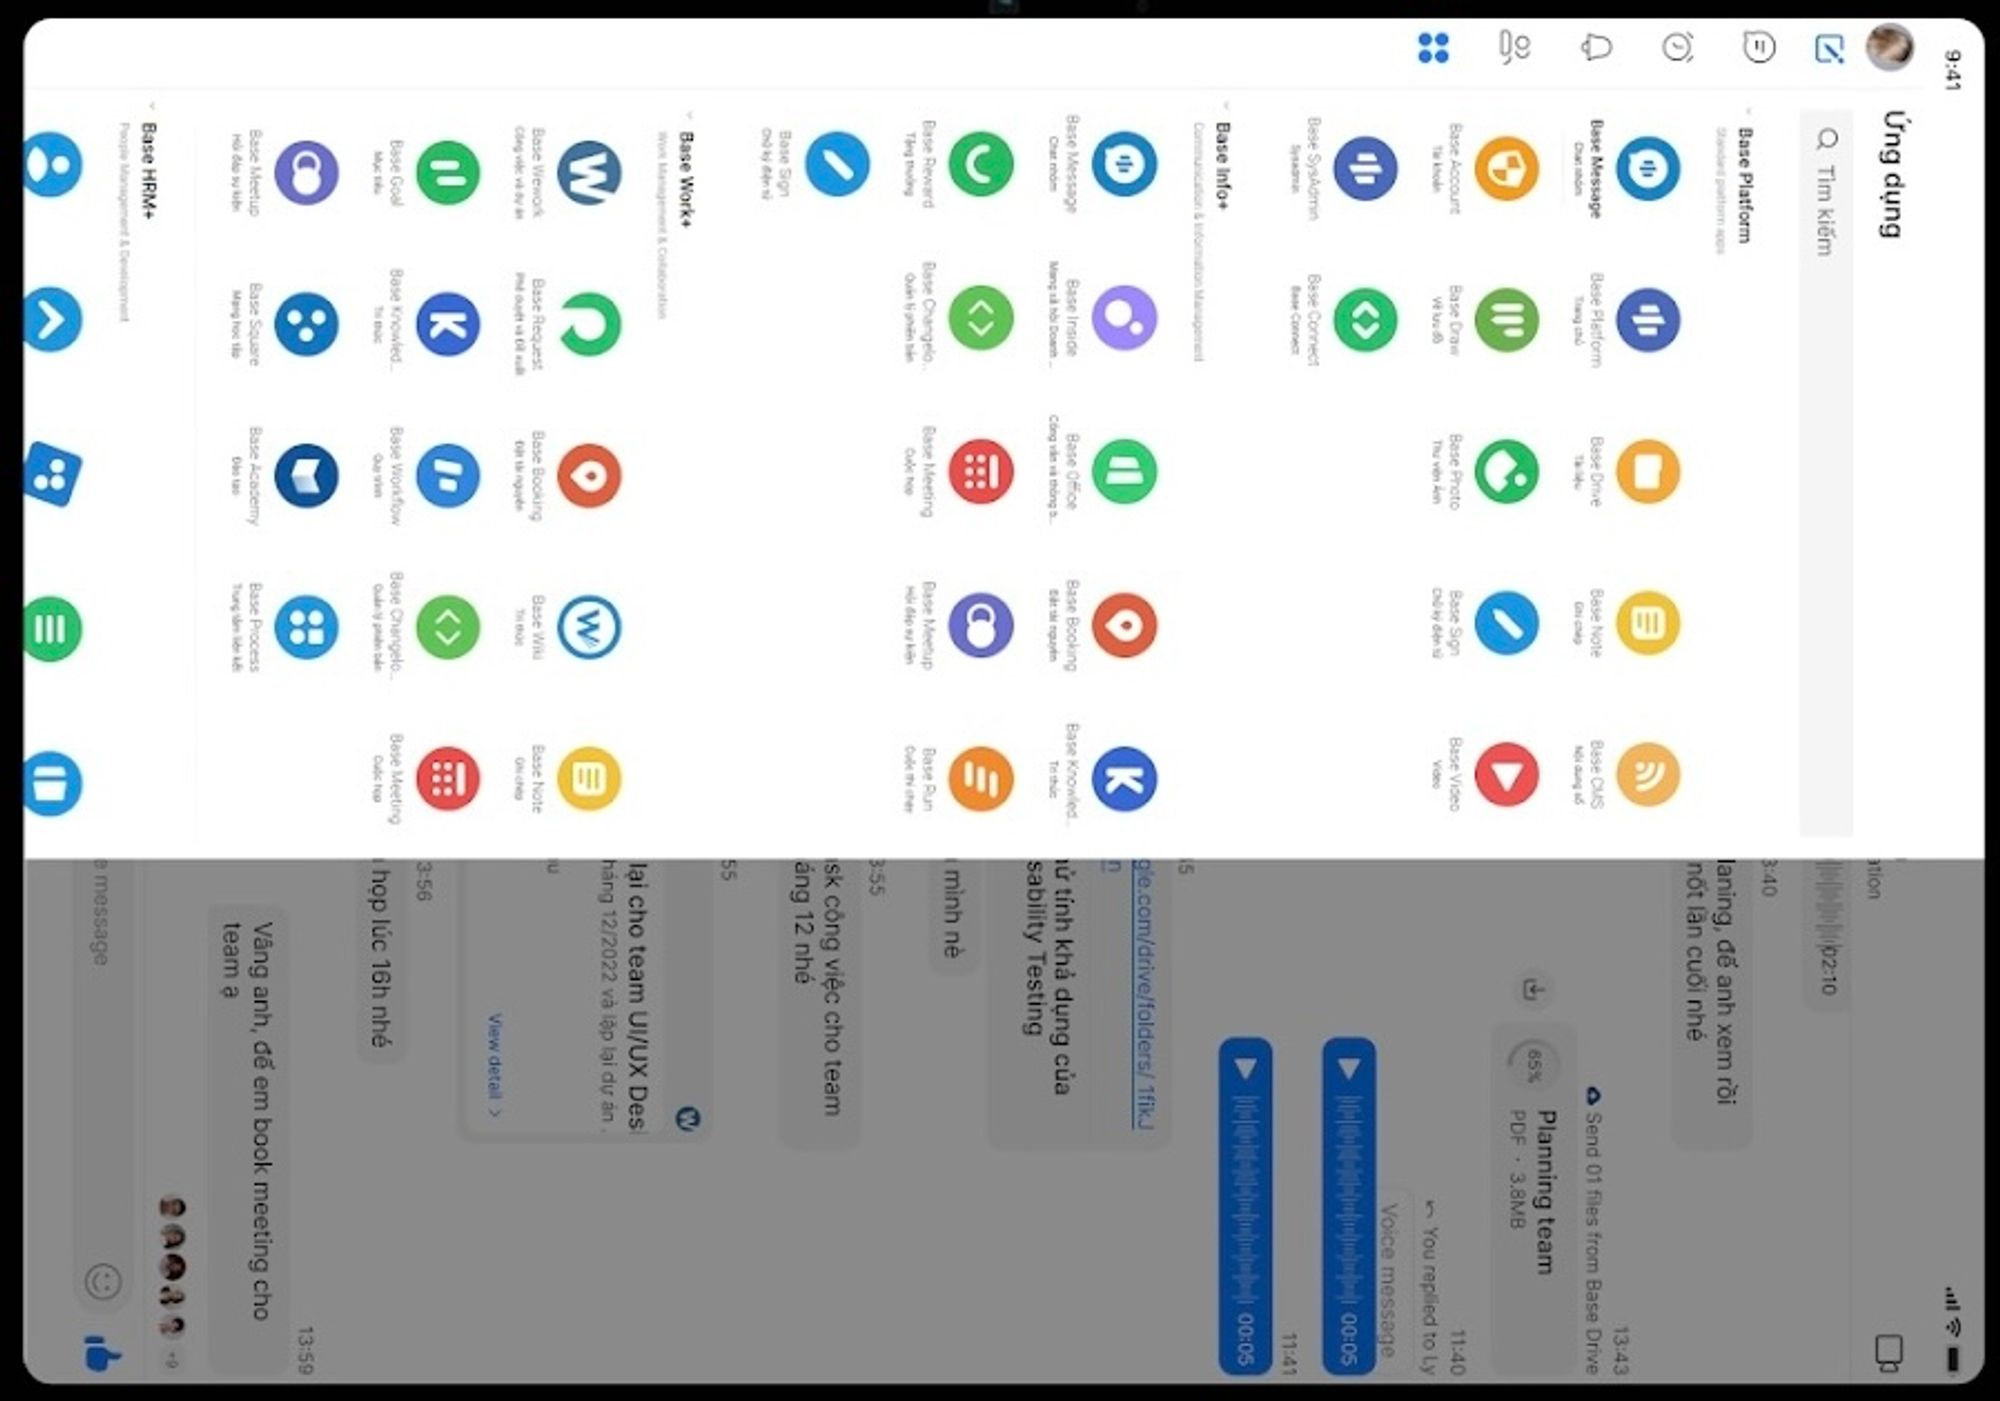 9:41
Ứng dụng
Tìm kiếm
Base Platform
Standard platform apps
Base Message
Chat nhóm
Base Platform
Trang chủ
Base Drive
Tài liệu
Base Note
Ghi chép
Base CMS
Nội dung số
Base Account
Tài khoản
Base Draw
Vẽ lưu đồ
Base Photo
Thư viện Ảnh
Base Sign
Chữ ký điện tử
Base Video
Video
Base SysAdmin
Sysadmin
Base Connect
Base Connect
Base Info+
Communication & Information Management
Base Message
Chat nhóm
Base Inside
Mạng xã hội Doanh ...
Base Office
Công văn và thông b...
Base Booking
Đặt tài nguyên
Base Knowled...
Tri thức
Base Reward
Tặng thưởng
Base Changelo...
Quản lý phiên bản
Base Meeting
Cuộc họp
Base Meetup
Hỏi đáp sự kiện
Base Run
Cuộc thi chạy
Base Sign
Chữ ký điện tử
Base Work+
Work Management & Collaboration
Base Wework
Công việc và dự án
Base Request
Phê duyệt và Đề xuất
Base Booking
Đặt tài nguyên
Base Wiki
Tri thức
Base Note
Ghi chép
Base Goal
Mục tiêu
Base Knowled...
Tri thức
Base Workflow
Quy trình
Base Changelo...
Quản lý phiên bản
Base Meeting
Cuộc họp
Base Meetup
Hỏi đáp sự kiện
Base Square
Mạng học tập
Base Academy
Đào tạo
Base Process
Trung tâm liên kết
Base HRM+
People Management & Development
ation
02:10
3:40
laning, để anh xem rồi
nốt lần cuối nhé
13:43
Send 01 files from Base Drive
65%
Planning team
PDF · 3.8MB
11:40
You replied to Ly
Voice message
00:05
11:41
00:05
gle.com/drive/folders/1fikJ
n
ử tính khả dụng của
sability Testing
mình nè
3:55
sk công việc cho team
áng 12 nhé
55
lại cho team UI/UX Des
háng 12/2022 và lặp lại dự án .
View detail >
3:56
họp lúc 16h nhé
13:59
Vâng anh, để em book meeting cho
team ạ
+9
e message